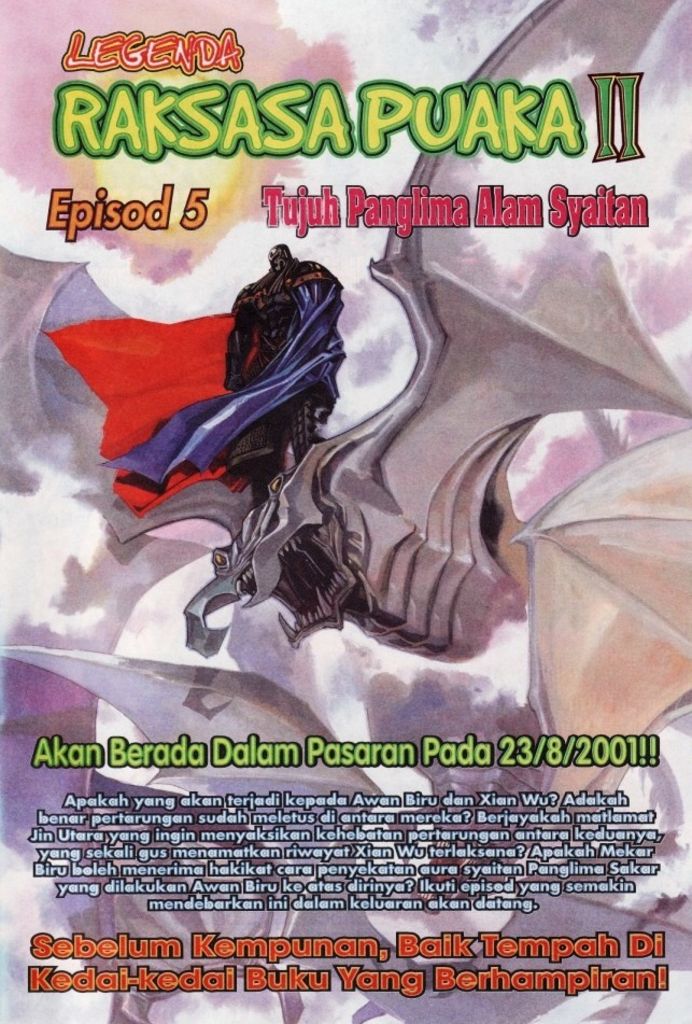 LEGENDA
RAKSASA PUAKA II
Episod 5 Tujuh Panglima Alam Syaitan
Akan Berada Dalam Pasaran Pada 23/8/2001!!
Apakah yang akan terjadi kepada Awan Biru dan Xian Wu? Adakah
benar pertarungan sudah meletus di antara mereka? Berjayakah matlamat
Jin Utara yang ingin menyaksikan kehebatan pertarungan antara keduanya,
yang sekali gus menamatkan riwayat Xian Wu terlaksana? Apakah Mekar
Biru boleh menerima hakikat cara penyekatan aura syaitan Panglima Sakar
yang dilakukan Awan Biru ke atas dirinya? Ikuti episod yang semakin
mendebarkan ini dalam keluaran akan datang.
Sebelum Kempunan, Baik Tempah Di
Kedai-kedai Buku Yang Berhampiran!